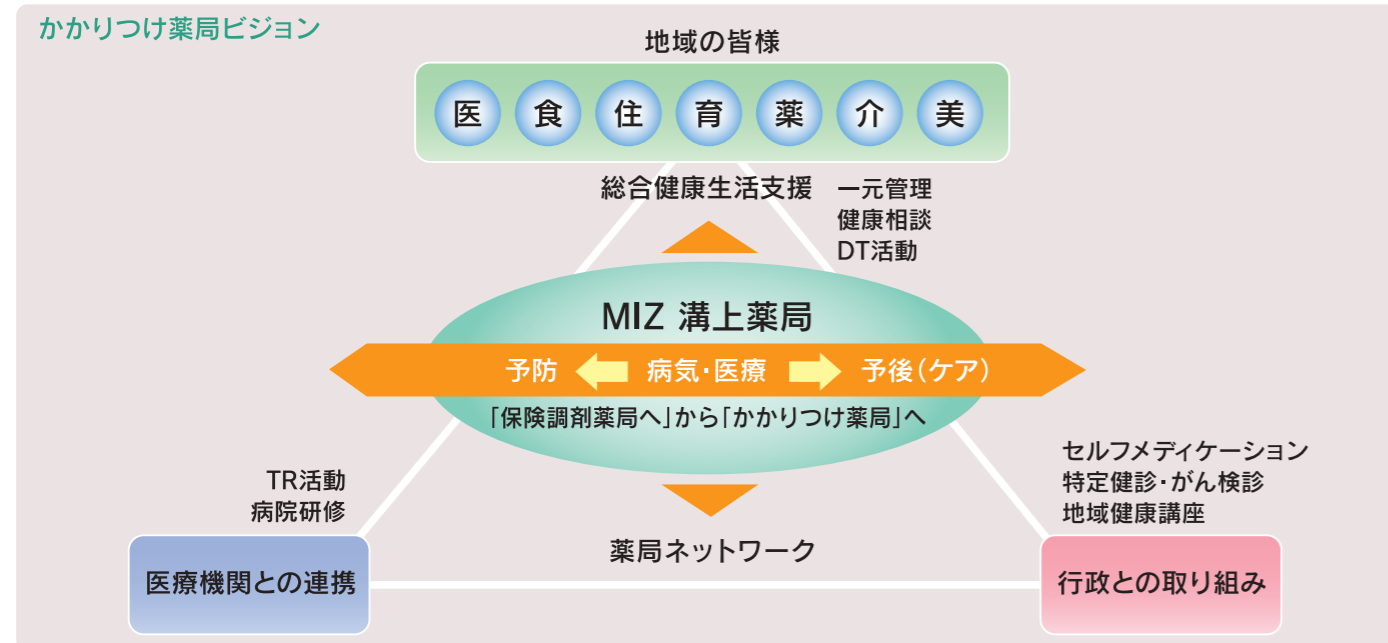 かかりつけ薬局ビジョン
地域の皆様
医 食 住 育 薬 介 美
総合健康生活支援
一元管理
健康相談
DT活動
MIZ 溝上薬局
予防 病気・医療 予後（ケア）
「保険調剤薬局へ」から「かかりつけ薬局」へ
TR活動
病院研修
セルフメディケーション
特定健診・がん検診
地域健康講座
薬局ネットワーク
医療機関との連携
行政との取り組み